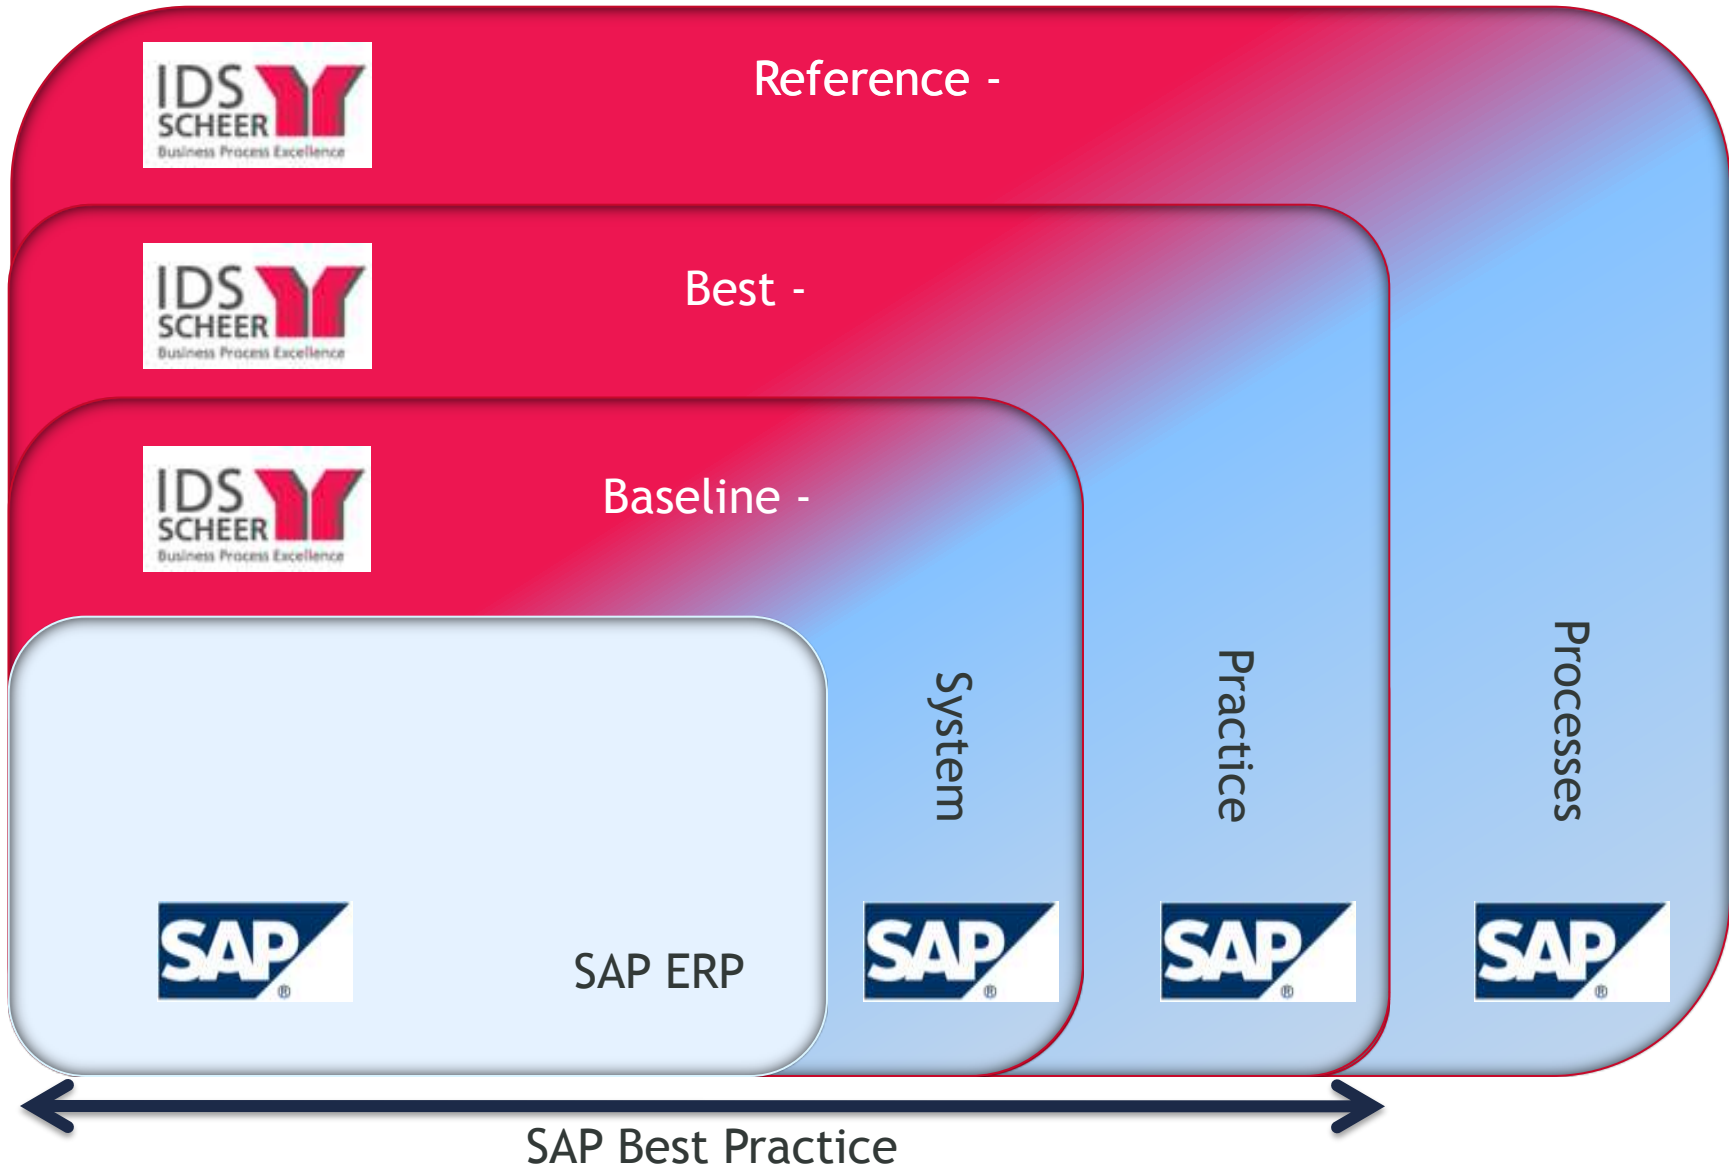 IDS
SCHEER
Business Process Excellence
Reference -
IDS
SCHEER
Business Process Excellence
Best -
IDS
SCHEER
Business Process Excellence
Baseline -
System
Practice
Processes
SAP
®
SAP ERP
SAP
®
SAP
®
SAP
®
SAP Best Practice